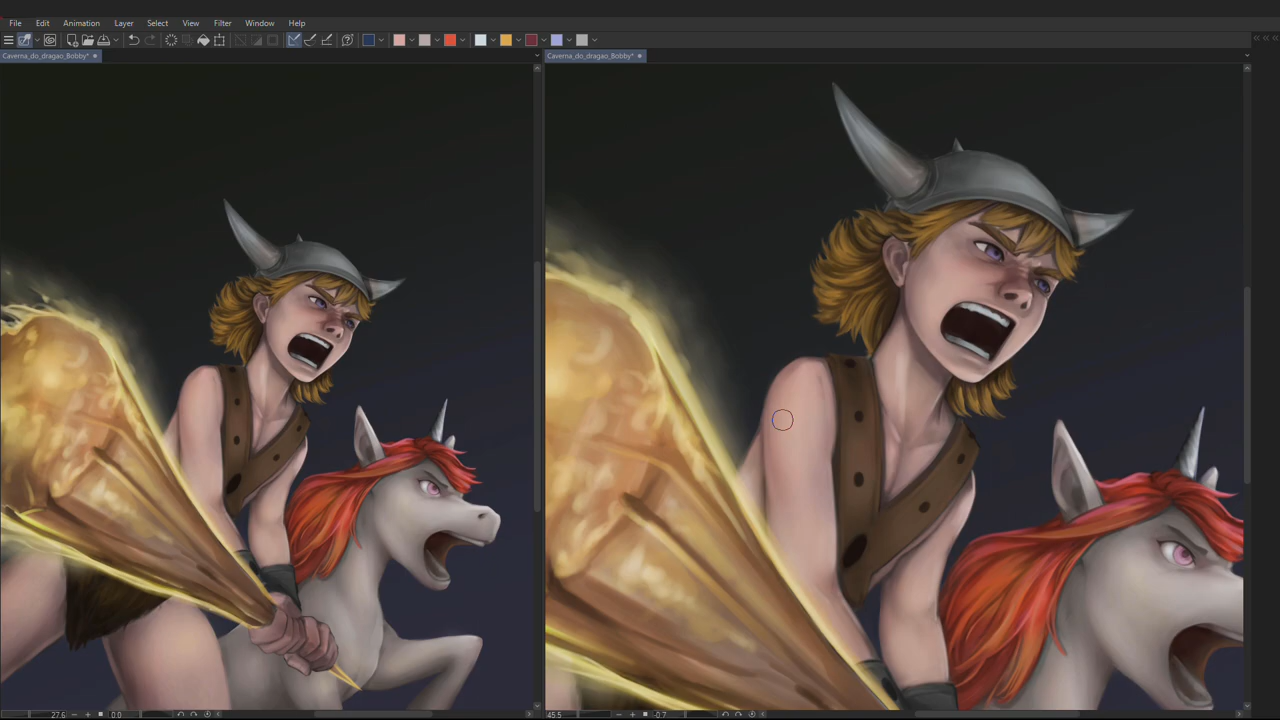 File Edit Animation Layer Select View Filter Window Help
Caverna_do_dragao_Bobby* Caverna_do_dragao_Bobby*
27.6 0.0 45.5 -0.7